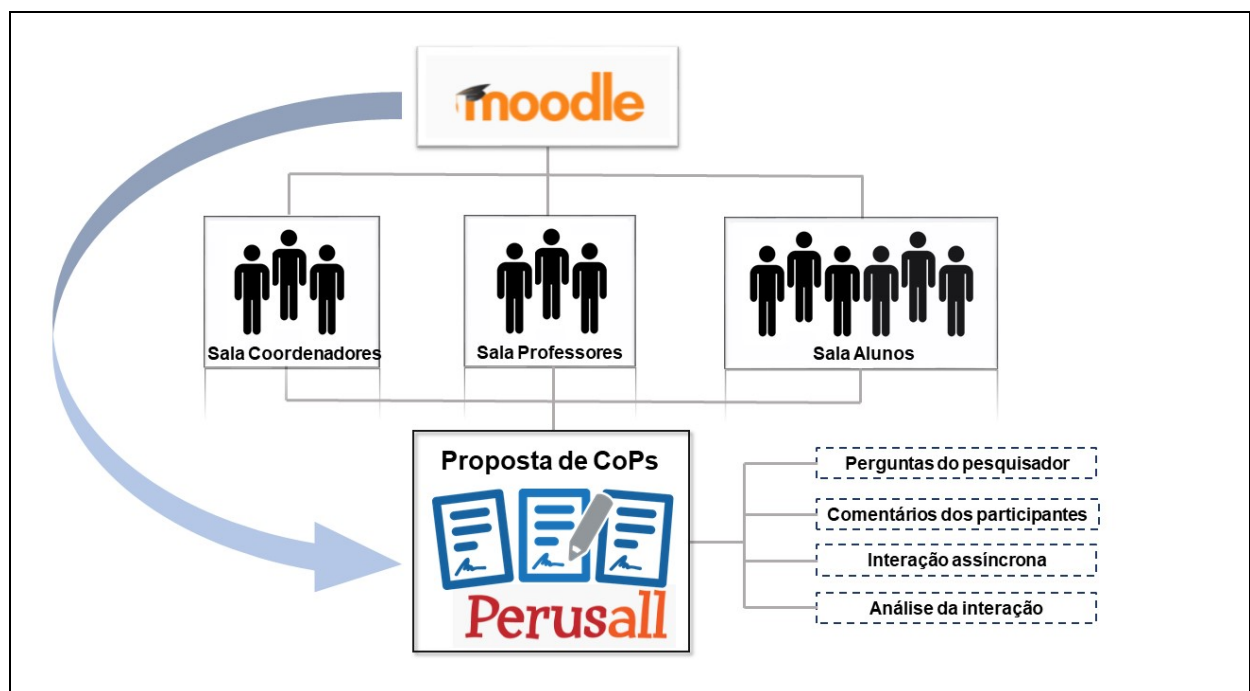 moodle
Sala Coordenadores
Sala Professores
Sala Alunos
Proposta de CoPs
Perusall
Perguntas do pesquisador
Comentários dos participantes
Interação assíncrona
Análise da interação